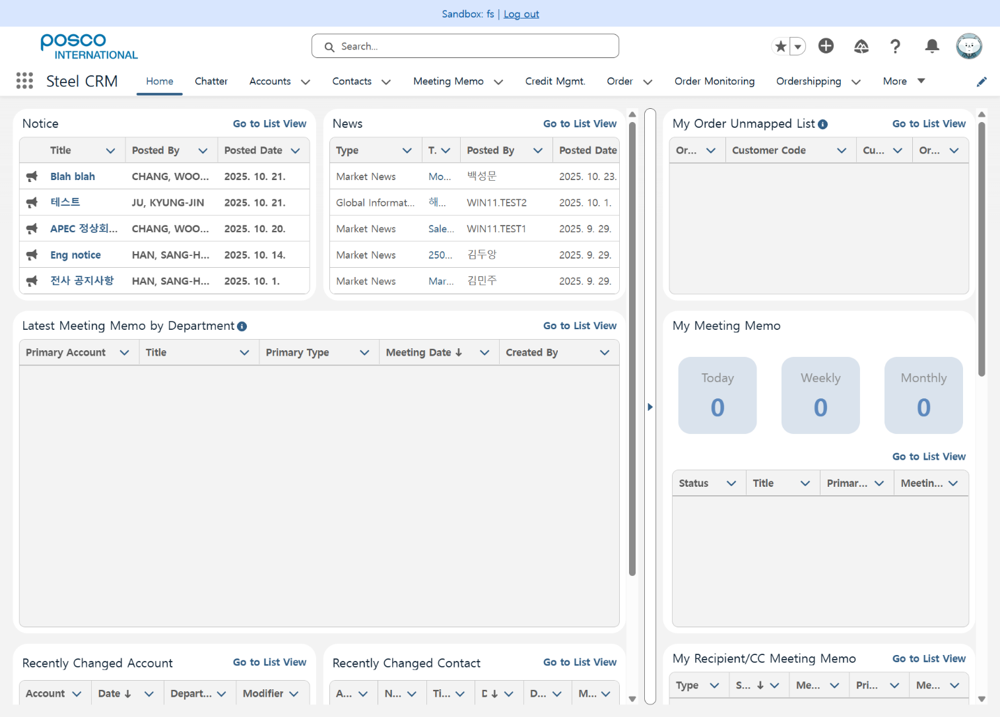 Sandbox: fs | Log out
posco
INTERNATIONAL
Search...
Steel CRM
Home
Chatter
Accounts
Contacts
Meeting Memo
Credit Mgmt.
Order
Order Monitoring
Ordershipping
More
Notice
Go to List View
Title
Posted By
Posted Date
Blah blah
CHANG, WOO...
2025. 10. 21.
테스트
JU, KYUNG-JIN
2025. 10. 21.
APEC 정상회...
CHANG, WOO...
2025. 10. 20.
Eng notice
HAN, SANG-H...
2025. 10. 14.
전사 공지사항
HAN, SANG-H...
2025. 10. 1.
News
Go to List View
Type
T.
Posted By
Posted Date
Market News
Mo...
백성문
2025. 10. 23.
Global Informat...
해...
WIN11.TEST2
2025. 10. 1.
Market News
Sale...
WIN11.TEST1
2025. 9. 29.
Market News
250...
김두앙
2025. 9. 29.
Market News
Mar...
김민주
2025. 9. 29.
My Order Unmapped List
Go to List View
Or...
Customer Code
Cu...
Or...
Latest Meeting Memo by Department
Go to List View
Primary Account
Title
Primary Type
Meeting Date
Created By
My Meeting Memo
Today
0
Weekly
0
Monthly
0
Go to List View
Status
Title
Primar...
Meetin...
Recently Changed Account
Go to List View
Account
Date
Depart...
Modifier
Recently Changed Contact
Go to List View
A...
N...
Ti...
D
D...
M...
My Recipient/CC Meeting Memo
Go to List View
Type
S...
Me...
Pri...
Me...